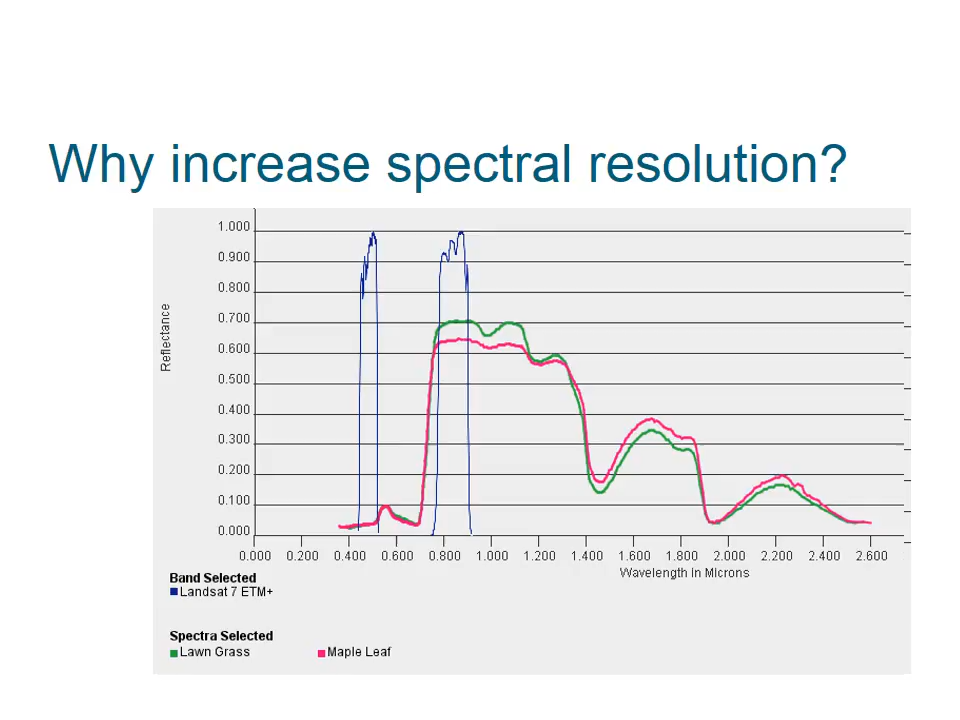 Why increase spectral resolution?
1.000
0.900
0.800
0.700
0.600
0.500
0.400
0.300
0.200
0.100
0.000
Reflectance
0.000 0.200 0.400 0.600 0.800 1.000 1.200 1.400 1.600 1.800 2.000 2.200 2.400 2.600
Wavelength in Microns
Band Selected
Landsat 7 ETM+
Spectra Selected
Lawn Grass Maple Leaf